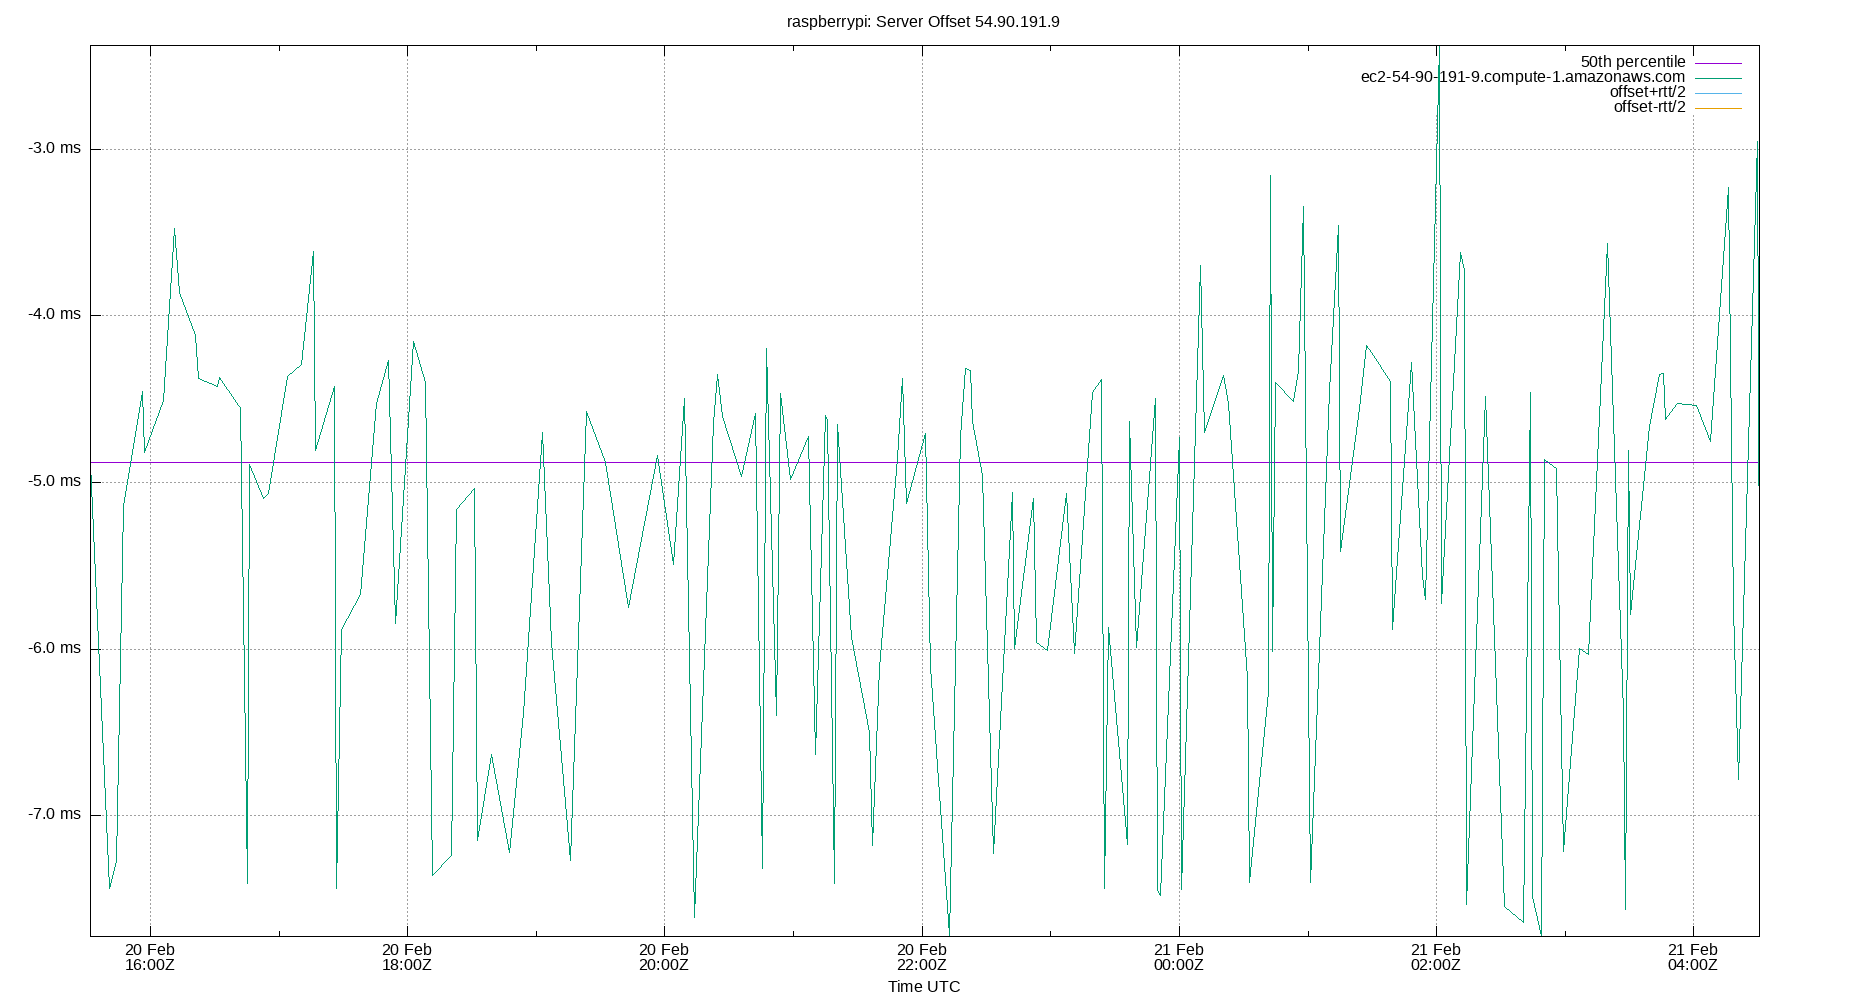 raspberrypi: Server Offset 54.90.191.9
50th percentile
ec2-54-90-191-9.compute-1.amazonaws.com
offset+rtt/2
offset-rtt/2
-3.0 ms
-4.0 ms
-5.0 ms
-6.0 ms
-7.0 ms
20 Feb 20 Feb 20 Feb 20 Feb 21 Feb 21 Feb 21 Feb
16:00Z 18:00Z 20:00Z 22:00Z 00:00Z 02:00Z 04:00Z
Time UTC